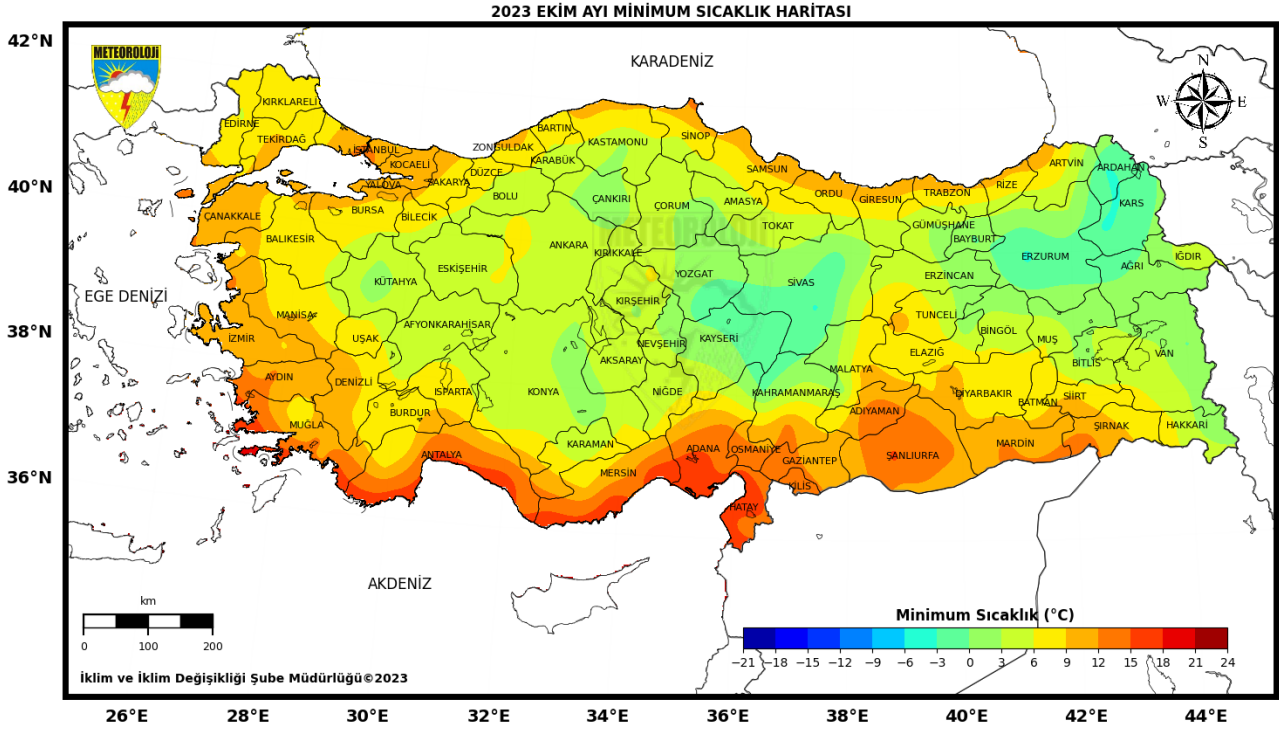 2023 EKİM AYI MİNİMUM SICAKLIK HARİTASI
42°N
40°N
38°N
36°N
METEOROLOJİ
KARADENİZ
N
W E
S
KIRKLARELİ
EDİRNE
TEKİRDAĞ
İSTANBUL
KOCAELİ
YALOVA
SAKARYA
DÜZCE
ZONGULDAK
BARTIN
KARABÜK
KASTAMONU
SİNOP
SAMSUN
ORDU
GİRESUN
TRABZON
RİZE
ARTVİN
ARDAHAN
KARS
ÇANAKKALE
BURSA
BİLECİK
BOLU
ÇANKIRI
ÇORUM
AMASYA
TOKAT
GÜMÜŞHANE
BAYBURT
ERZURUM
AĞRI
IĞDIR
BALIKESİR
KÜTAHYA
ESKİŞEHİR
ANKARA
KIRIKKALE
METEOROLOJİ
YOZGAT
SİVAS
ERZİNCAN
EGE DENİZİ
MANİSA
İZMİR
UŞAK
AFYONKARAHİSAR
KIRŞEHİR
NEVŞEHİR
KAYSERİ
TUNCELİ
BİNGÖL
MUŞ
BİTLİS
VAN
AYDIN
DENİZLİ
ISPARTA
BURDUR
KONYA
AKSARAY
NİĞDE
KAHRAMANMARAŞ
MALATYA
ELAZIĞ
DİYARBAKIR
BATMAN
SİİRT
ŞIRNAK
HAKKARİ
MUĞLA
ANTALYA
KARAMAN
MERSİN
ADANA
OSMANİYE
GAZİANTEP
KİLİS
HATAY
ADIYAMAN
ŞANLIURFA
MARDİN
AKDENİZ
km
0 100 200
İklim ve İklim Değişikliği Şube Müdürlüğü©2023
Minimum Sıcaklık (°C)
−21 −18 −15 −12 −9 −6 −3 0 3 6 9 12 15 18 21 24
26°E 28°E 30°E 32°E 34°E 36°E 38°E 40°E 42°E 44°E